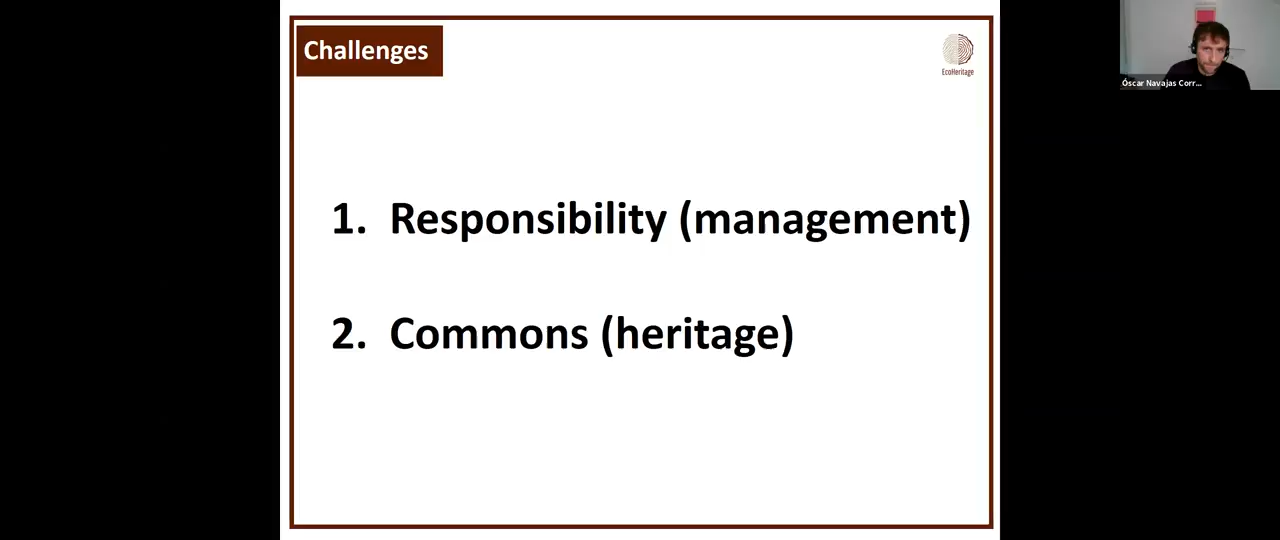 Challenges
EcoHeritage
Óscar Navajas Corr...
1. Responsibility (management)
2. Commons (heritage)